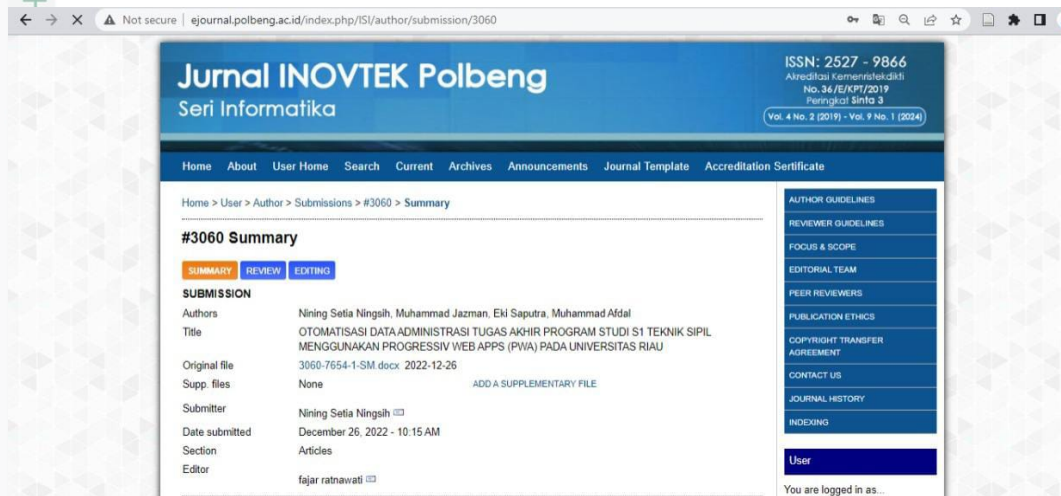 Not secure | ejournal.polbeng.ac.id/index.php/ISI/author/submission/3060
Jurnal INOVTEK Polbeng
Seri Informatika
ISSN: 2527 - 9866
Akreditasi Kemenristekdikti
No. 36/E/KPT/2019
Peringkat Sinta 3
Vol. 4 No. 2 (2019) - Vol. 9 No. 1 (2024)
Home About User Home Search Current Archives Announcements Journal Template Accreditation Sertificate
Home > User > Author > Submissions > #3060 > Summary
#3060 Summary
SUMMARY REVIEW EDITING
SUBMISSION
Authors Nining Setia Ningsih, Muhammad Jazman, Eki Saputra, Muhammad Afdal
Title OTOMATISASI DATA ADMINISTRASI TUGAS AKHIR PROGRAM STUDI S1 TEKNIK SIPIL
MENGGUNAKAN PROGRESSIV WEB APPS (PWA) PADA UNIVERSITAS RIAU
Original file 3060-7654-1-SM.docx 2022-12-26
Supp. files None ADD A SUPPLEMENTARY FILE
Submitter Nining Setia Ningsih
Date submitted December 26, 2022 - 10:15 AM
Section Articles
Editor fajar ratnawati
AUTHOR GUIDELINES
REVIEWER GUIDELINES
FOCUS & SCOPE
EDITORIAL TEAM
PEER REVIEWERS
PUBLICATION ETHICS
COPYRIGHT TRANSFER
AGREEMENT
CONTACT US
JOURNAL HISTORY
INDEXING
User
You are logged in as...